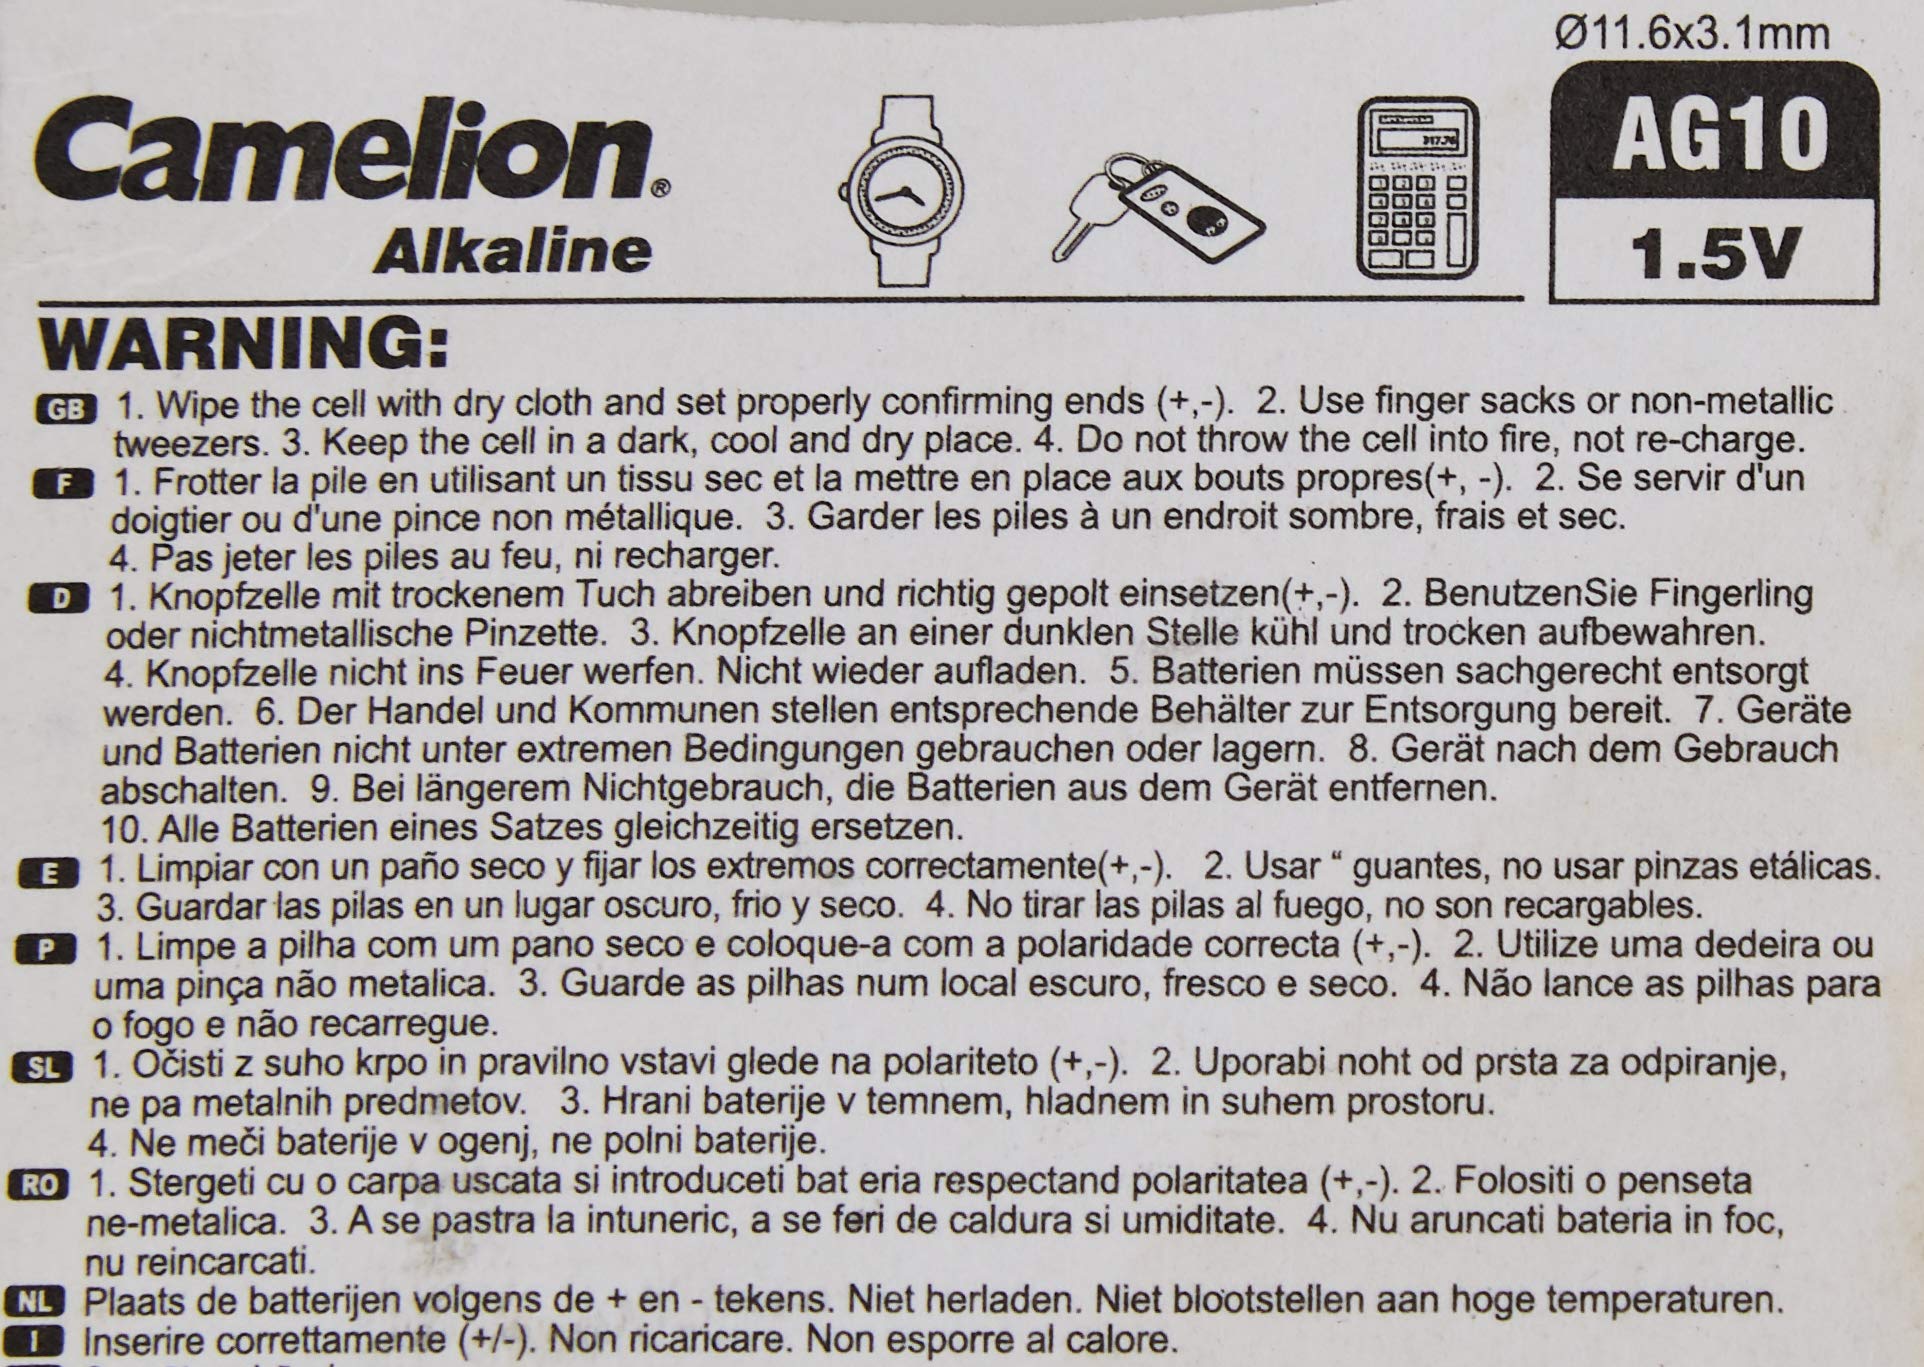 Ø11.6x3.1mm
Camelion®
Alkaline
AG10
1.5V
WARNING:
GB 1. Wipe the cell with dry cloth and set properly confirming ends (+,-). 2. Use finger sacks or non-metallic
tweezers. 3. Keep the cell in a dark, cool and dry place. 4. Do not throw the cell into fire, not re-charge.
F 1. Frotter la pile en utilisant un tissu sec et la mettre en place aux bouts propres(+, -). 2. Se servir d'un
doigtier ou d'une pince non métallique. 3. Garder les piles à un endroit sombre, frais et sec.
4. Pas jeter les piles au feu, ni recharger.
D 1. Knopfzelle mit trockenem Tuch abreiben und richtig gepolt einsetzen(+,-). 2. BenutzenSie Fingerling
oder nichtmetallische Pinzette. 3. Knopfzelle an einer dunklen Stelle kühl und trocken aufbewahren.
4. Knopfzelle nicht ins Feuer werfen. Nicht wieder aufladen. 5. Batterien müssen sachgerecht entsorgt
werden. 6. Der Handel und Kommunen stellen entsprechende Behälter zur Entsorgung bereit. 7. Geräte
und Batterien nicht unter extremen Bedingungen gebrauchen oder lagern. 8. Gerät nach dem Gebrauch
abschalten. 9. Bei längerem Nichtgebrauch, die Batterien aus dem Gerät entfernen.
10. Alle Batterien eines Satzes gleichzeitig ersetzen.
E 1. Limpiar con un paño seco y fijar los extremos correctamente(+,-). 2. Usar “ guantes, no usar pinzas etálicas.
3. Guardar las pilas en un lugar oscuro, frio y seco. 4. No tirar las pilas al fuego, no son recargables.
P 1. Limpe a pilha com um pano seco e coloque-a com a polaridade correcta (+,-). 2. Utilize uma dedeira ou
uma pinça não metalica. 3. Guarde as pilhas num local escuro, fresco e seco. 4. Não lance as pilhas para
o fogo e não recarregue.
SL 1. Očisti z suho krpo in pravilno vstavi glede na polariteto (+,-). 2. Uporabi noht od prsta za odpiranje,
ne pa metalnih predmetov. 3. Hrani baterije v temnem, hladnem in suhem prostoru.
4. Ne meči baterije v ogenj, ne polni baterije.
RO 1. Stergeti cu o carpa uscata si introduceti bat eria respectand polaritatea (+,-). 2. Folositi o penseta
ne-metalica. 3. A se pastra la intuneric, a se feri de caldura si umiditate. 4. Nu aruncati bateria in foc,
nu reincarcati.
NL Plaats de batterijen volgens de + en - tekens. Niet herladen. Niet blootstellen aan hoge temperaturen.
I Inserire correttamente (+/-). Non ricaricare. Non esporre al calore.